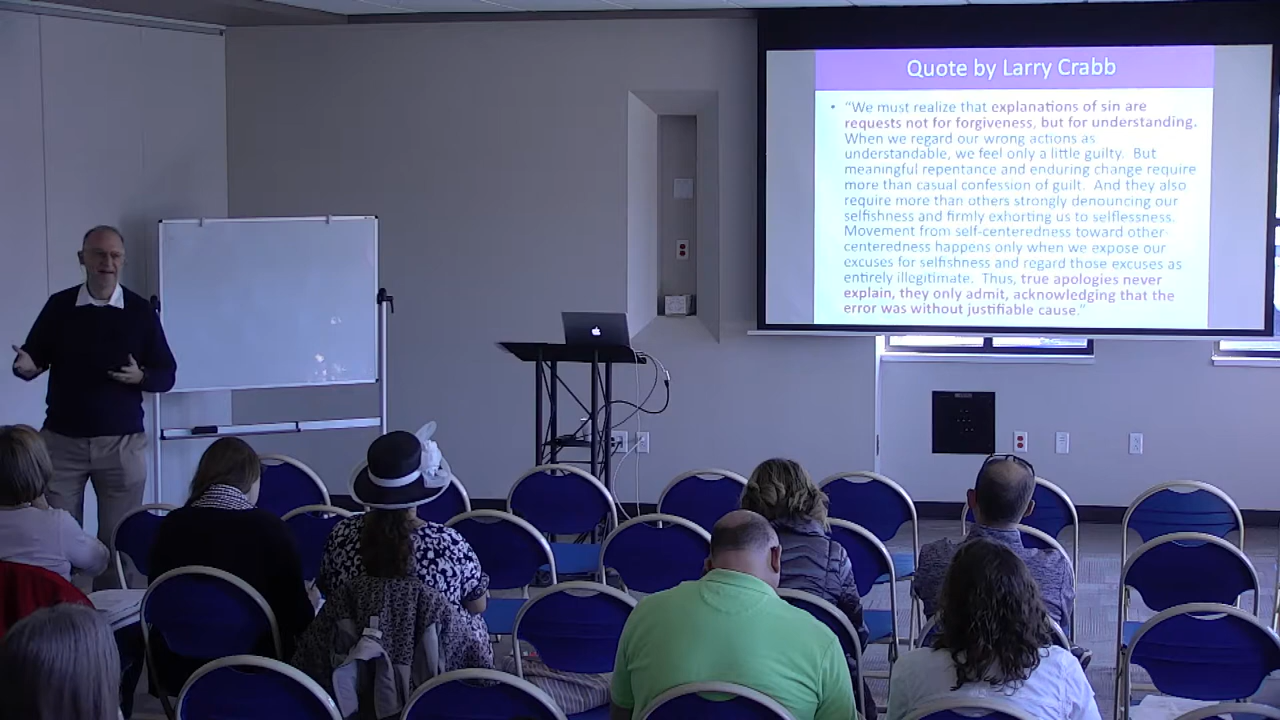 Quote by Larry Crabb
• “We must realize that explanations of sin are
requests not for forgiveness, but for understanding.
When we regard our wrong actions as
understandable, we feel only a little guilty.  But
meaningful repentance and enduring change require
more than casual confession of guilt.  And they also
require more than others strongly denouncing our
selfishness and firmly exhorting us to selflessness.
Movement from self-centeredness toward other-
centeredness happens only when we expose our
excuses for selfishness and regard those excuses as
entirely illegitimate.  Thus, true apologies never
explain, they only admit, acknowledging that the
error was without justifiable cause.”